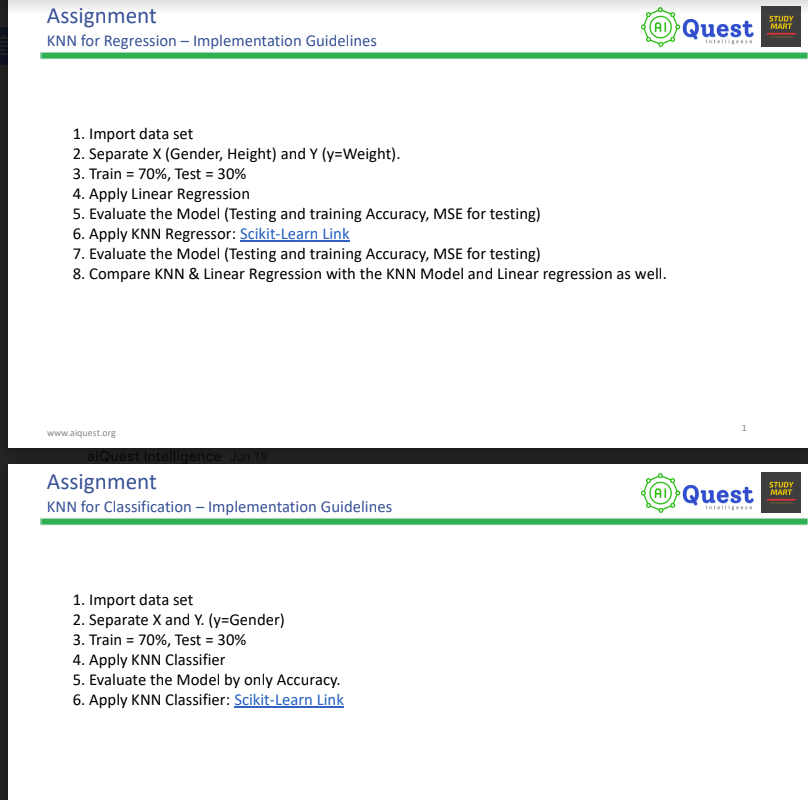 Assignment
KNN for Regression – Implementation Guidelines
AI Quest
Intelligence
STUDY
MART
1. Import data set
2. Separate X (Gender, Height) and Y (y=Weight).
3. Train = 70%, Test = 30%
4. Apply Linear Regression
5. Evaluate the Model (Testing and training Accuracy, MSE for testing)
6. Apply KNN Regressor: Scikit-Learn Link
7. Evaluate the Model (Testing and training Accuracy, MSE for testing)
8. Compare KNN & Linear Regression with the KNN Model and Linear regression as well.
www.aiquest.org
1
aiQuest Intelligence Jun 19
Assignment
KNN for Classification – Implementation Guidelines
AI Quest
Intelligence
STUDY
MART
1. Import data set
2. Separate X and Y. (y=Gender)
3. Train = 70%, Test = 30%
4. Apply KNN Classifier
5. Evaluate the Model by only Accuracy.
6. Apply KNN Classifier: Scikit-Learn Link